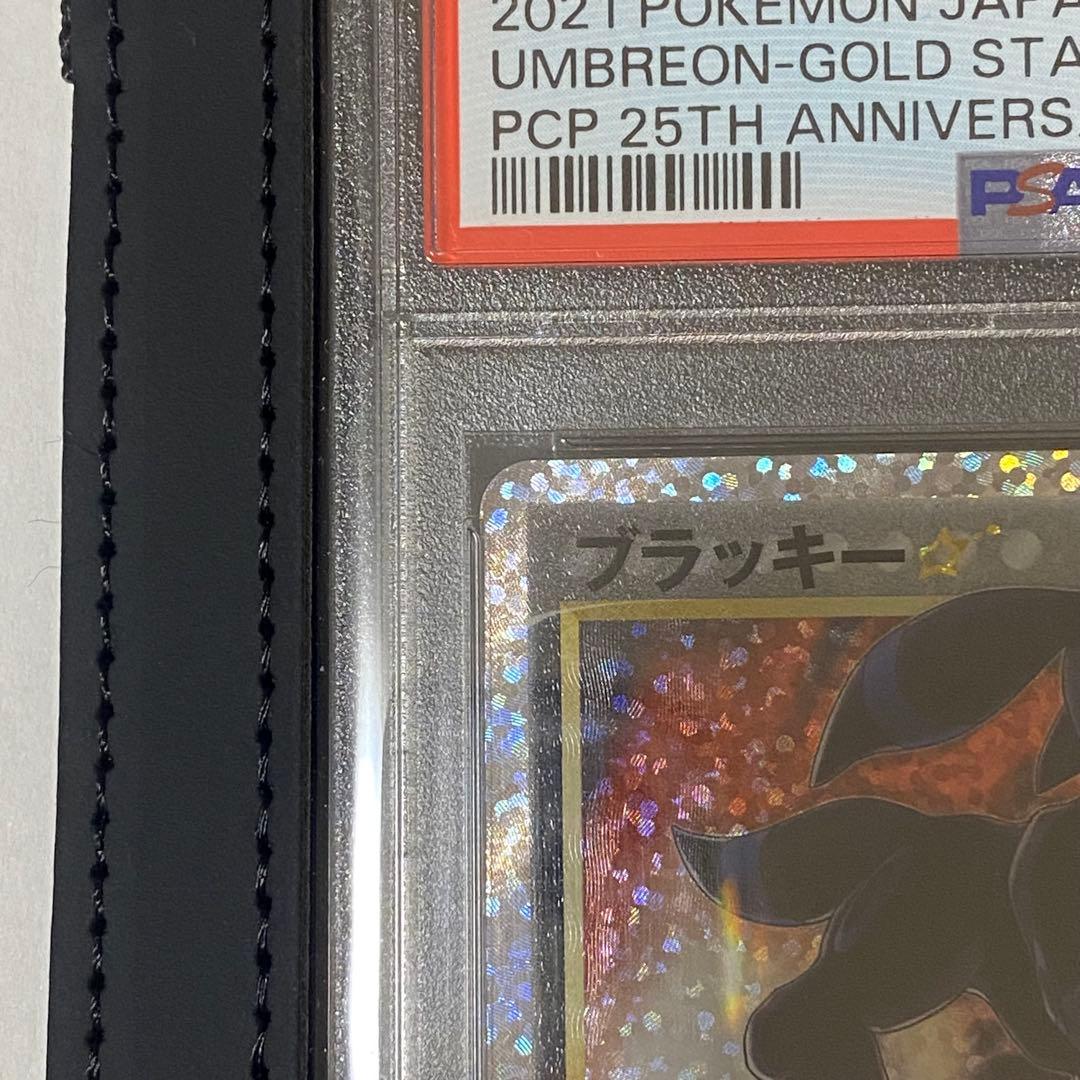 2021 POKEMON JAPA
UMBREON-GOLD STA
PCP 25TH ANNIVERS
PSA
ブラッキー☆